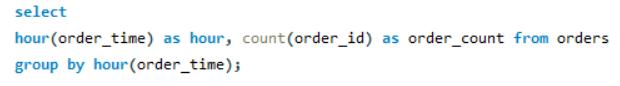 select
hour(order_time) as hour, count(order_id) as order_count from orders
group by hour(order_time);